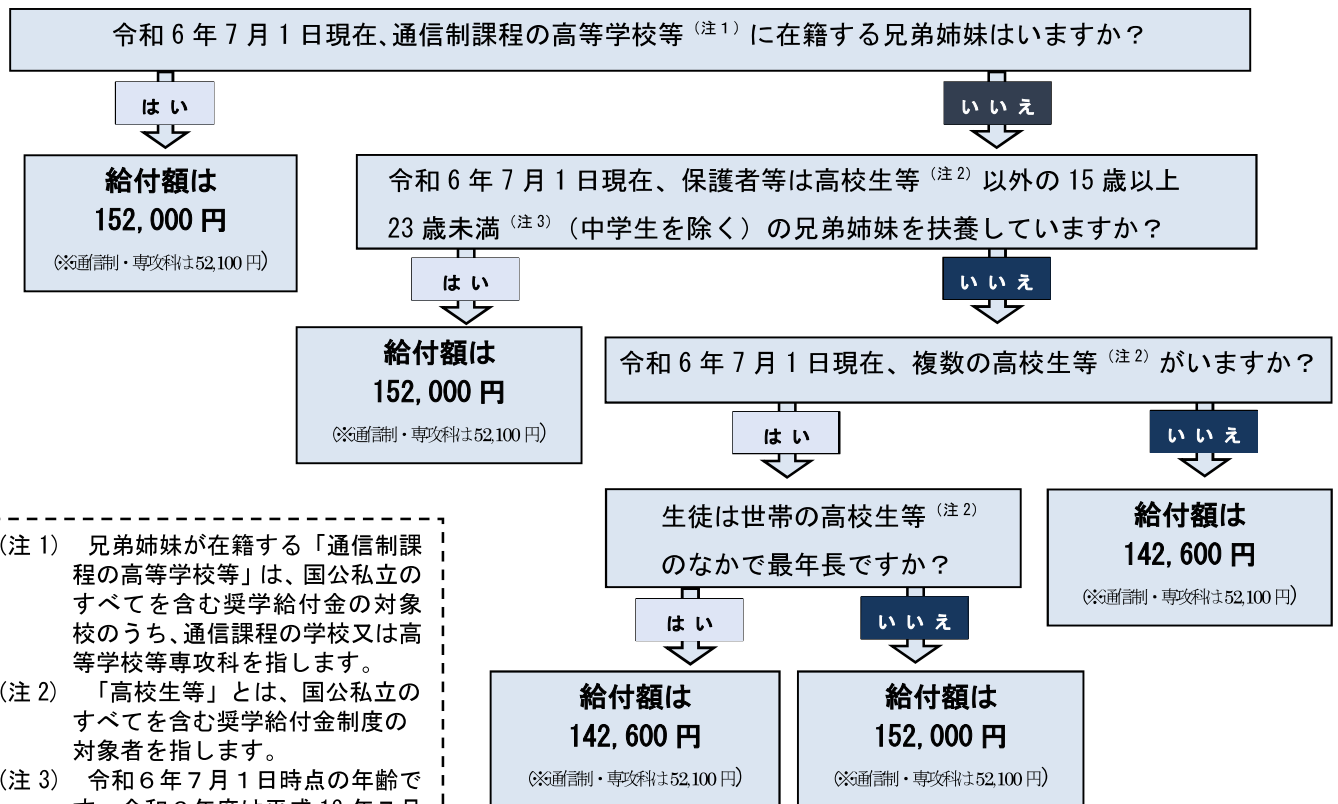 令和6年7月1日現在、通信制課程の高等学校等(注1)に在籍する兄弟姉妹はいますか？
はい
いいえ
給付額は
152,000円
(※通信制・専攻科は52,100円)
令和6年7月1日現在、保護者等は高校生等(注2)以外の15歳以上
23歳未満(注3)（中学生を除く）の兄弟姉妹を扶養していますか？
はい
いいえ
給付額は
152,000円
(※通信制・専攻科は52,100円)
令和6年7月1日現在、複数の高校生等(注2)がいますか？
はい
いいえ
生徒は世帯の高校生等(注2)
のなかで最年長ですか？
給付額は
142,600円
(※通信制・専攻科は52,100円)
はい
いいえ
給付額は
142,600円
(※通信制・専攻科は52,100円)
給付額は
152,000円
(※通信制・専攻科は52,100円)
(注1)　兄弟姉妹が在籍する「通信制課
程の高等学校等」は、国公私立の
すべてを含む奨学給付金の対象
校のうち、通信課程の学校又は高
等学校等専攻科を指します。
(注2)　「高校生等」とは、国公私立の
すべてを含む奨学給付金制度の
対象者を指します。
(注3)　令和６年７月１日時点の年齢で